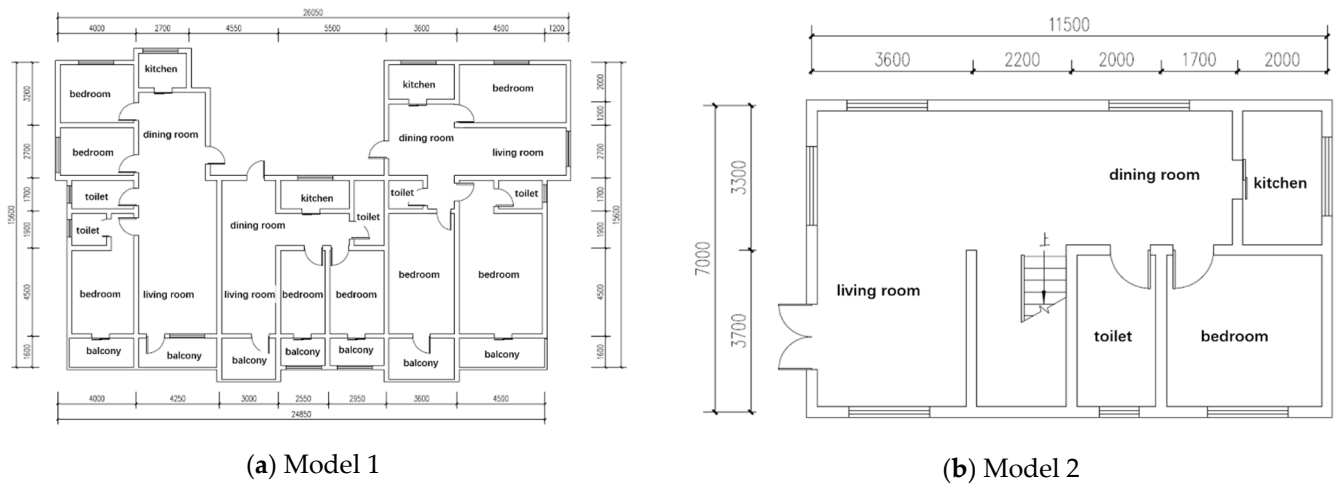 26050
4000 2700 4550 5500 3600 4500 1200
kitchen
bedroom
dining room
bedroom
toilet
toilet
bedroom
living room
balcony
balcony
kitchen
dining room
toilet
living room
bedroom
bedroom
balcony
balcony
balcony
kitchen
bedroom
dining room
living room
toilet
toilet
bedroom
bedroom
balcony
balcony
15600
3200
2700
1700
1900
4500
1600
2000
1200
2700
1700
1900
4500
1600
15600
4000 4250 3000 2550 2950 3600 4500
24850
(a) Model 1
11500
3600 2200 2000 1700 2000
7000
3300
3700
dining room
kitchen
living room
上
toilet
bedroom
(b) Model 2